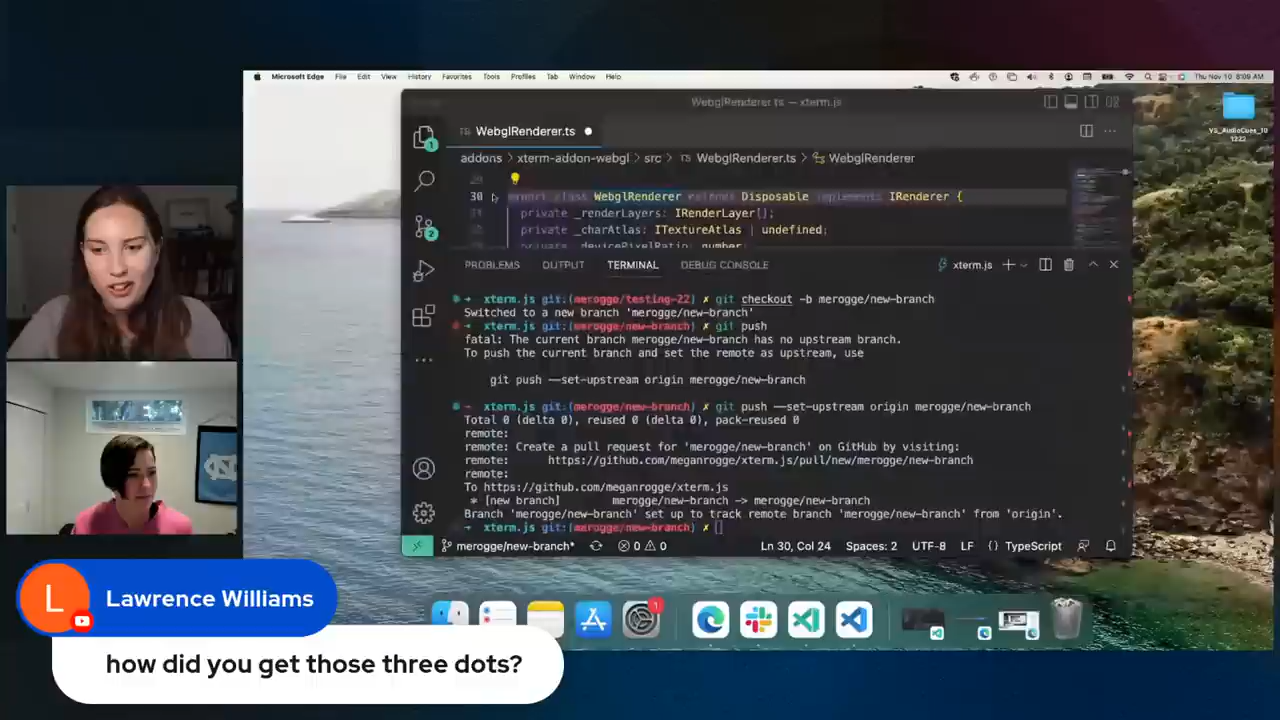 Microsoft Edge File Edit View History Favorites Tools Profiles Tab Window Help
WebglRenderer.ts — xterm.js
TS WebglRenderer.ts
addons > xterm-addon-webgl > src > TS WebglRenderer.ts > WebglRenderer
29
30 export class WebglRenderer extends Disposable implements IRenderer {
31 private _renderLayers: IRenderLayer[];
private _charAtlas: ITextureAtlas | undefined;
private _devicePixelRatio: number;
PROBLEMS OUTPUT TERMINAL DEBUG CONSOLE xterm.js
→ xterm.js git:(merogge/testing-22) ✗ git checkout -b merogge/new-branch
Switched to a new branch 'merogge/new-branch'
→ xterm.js git:(merogge/new-branch) ✗ git push
fatal: The current branch merogge/new-branch has no upstream branch.
To push the current branch and set the remote as upstream, use
git push --set-upstream origin merogge/new-branch
→ xterm.js git:(merogge/new-branch) ✗ git push --set-upstream origin merogge/new-branch
Total 0 (delta 0), reused 0 (delta 0), pack-reused 0
remote:
remote: Create a pull request for 'merogge/new-branch' on GitHub by visiting:
remote: https://github.com/meganrogge/xterm.js/pull/new/merogge/new-branch
remote:
To https://github.com/meganrogge/xterm.js
* [new branch] merogge/new-branch -> merogge/new-branch
Branch 'merogge/new-branch' set up to track remote branch 'merogge/new-branch' from 'origin'.
→ xterm.js git:(merogge/new-branch) ✗
merogge/new-branch* 0 0 Ln 30, Col 24 Spaces: 2 UTF-8 LF {} TypeScript
L Lawrence Williams
how did you get those three dots?